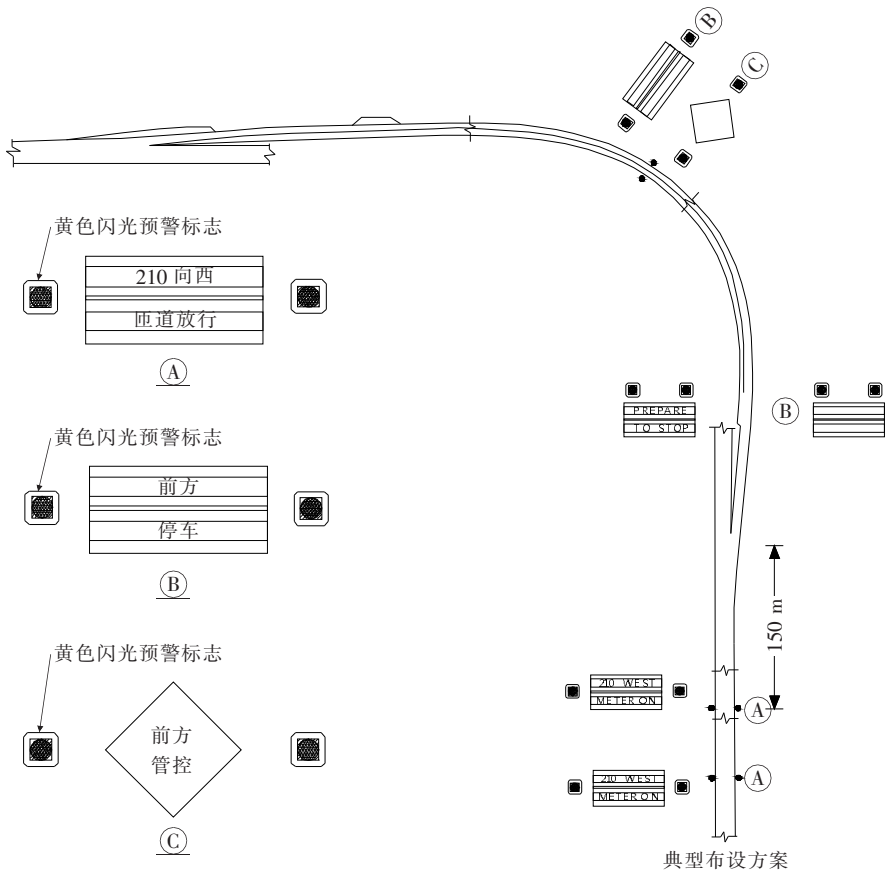 B
C
黄色闪光预警标志
210 向西
匝道放行
A
PREPARE
TO STOP
B
黄色闪光预警标志
前方
停车
B
150 m
黄色闪光预警标志
210 WEST
METER ON
A
前方
管控
210 WEST
METER ON
A
C
典型布设方案